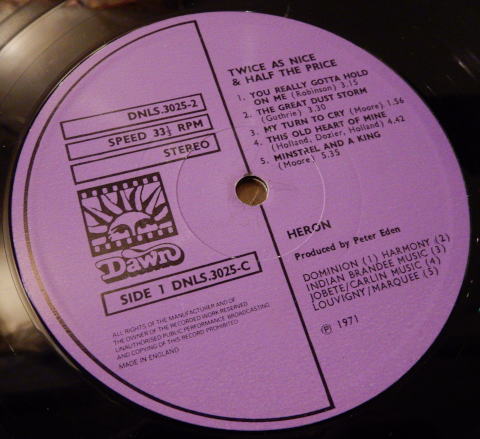 TWICE AS NICE
& HALF THE PRICE
1. YOU REALLY GOTTA HOLD
ON ME (Robinson) 3.15
2. THE GREAT DUST STORM
(Guthrie) 3.30
3. MY TURN TO CRY (Moore) 1.56
4. THIS OLD HEART OF MINE
(Holland, Dozier, Holland) 4.42
5. MINSTREL AND A KING
(Moore) 5.35
DNLS.3025-2
SPEED 33⅓ RPM
STEREO
Dawn
SIDE 1 DNLS.3025-C
HERON
Produced by Peter Eden
DOMINION (1) HARMONY (2)
INDIAN BRANDEE MUSIC (3)
JOBETE/CARLIN MUSIC (4)
LOUVIGNY/MARQUEE (5)
ALL RIGHTS OF THE MANUFACTURER AND OF
THE OWNER OF THE RECORDED WORK RESERVED
UNAUTHORISED PUBLIC PERFORMANCE BROADCASTING
AND COPYING OF THIS RECORD PROHIBITED
MADE IN ENGLAND
℗ 1971